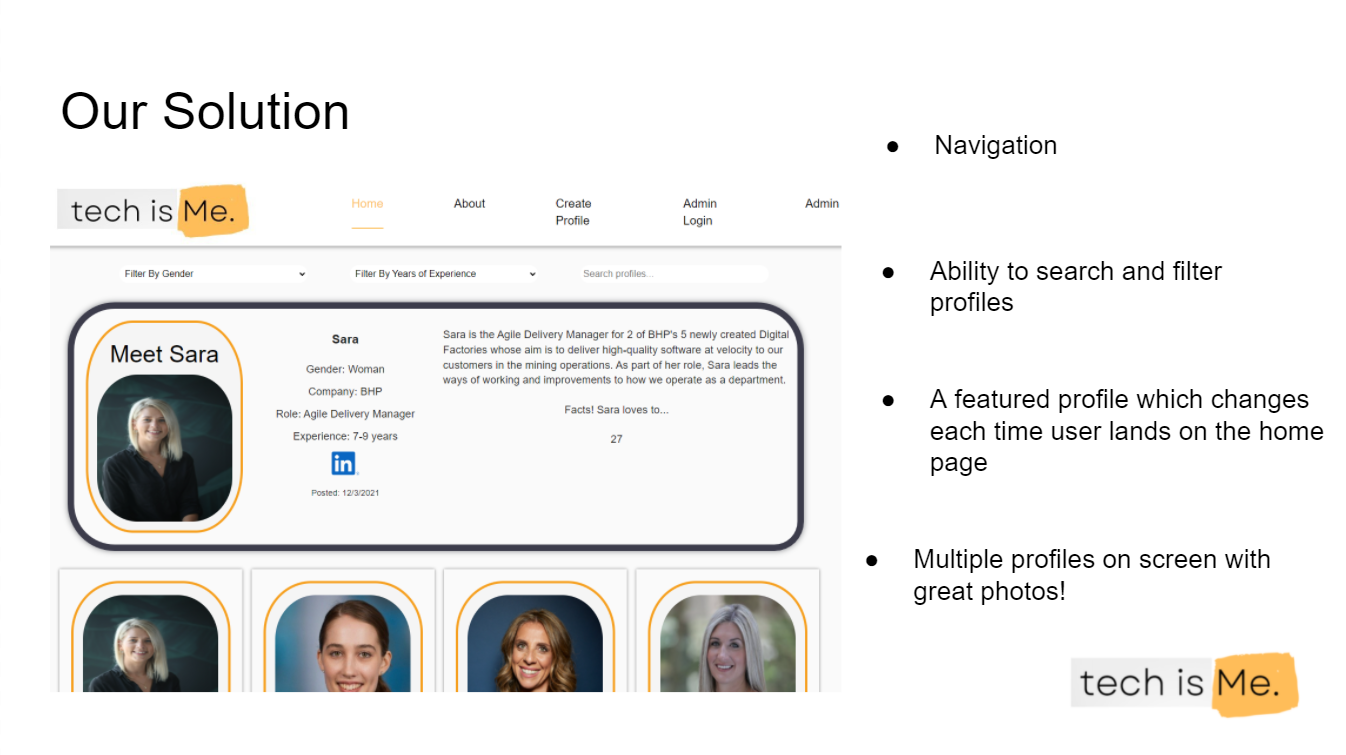 Our Solution
tech is Me.
Home
About
Create
Profile
Admin
Login
Admin
Filter By Gender
Filter By Years of Experience
Search profiles...
Meet Sara
Sara
Gender: Woman
Company: BHP
Role: Agile Delivery Manager
Experience: 7-9 years
in
Posted: 12/3/2021
Sara is the Agile Delivery Manager for 2 of BHP's 5 newly created Digital
Factories whose aim is to deliver high-quality software at velocity to our
customers in the mining operations. As part of her role, Sara leads the
ways of working and improvements to how we operate as a department.
Facts! Sara loves to...
27
● Navigation
● Ability to search and filter
profiles
● A featured profile which changes
each time user lands on the home
page
● Multiple profiles on screen with
great photos!
tech is Me.